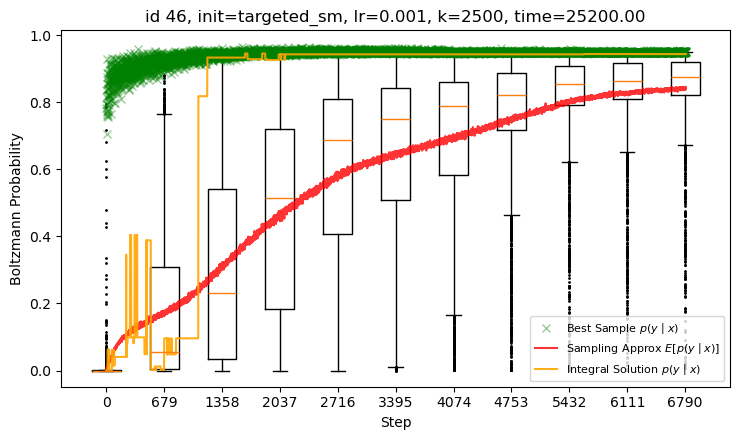 id 46, init=targeted_sm, lr=0.001, k=2500, time=25200.00
Boltzmann Probability
1.0
0.8
0.6
0.4
0.2
0.0
Best Sample p(y | x)
Sampling Approx E[p(y | x)]
Integral Solution p(y | x)
0 679 1358 2037 2716 3395 4074 4753 5432 6111 6790
Step